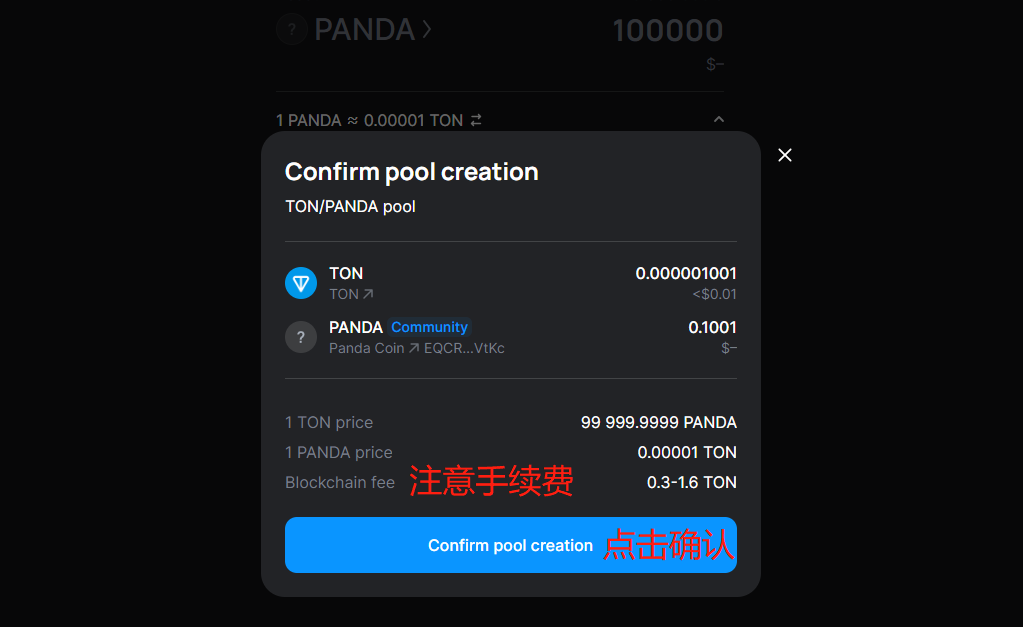 ? PANDA > 100000
$–
1 PANDA ≈ 0.00001 TON ⇄
Confirm pool creation
TON/PANDA pool
TON 0.000001001
TON ↗ <$0.01
? PANDA Community 0.1001
Panda Coin ↗ EQCR...VtKc $–
1 TON price 99 999.9999 PANDA
1 PANDA price 0.00001 TON
Blockchain fee 注意手续费 0.3-1.6 TON
Confirm pool creation 点击确认